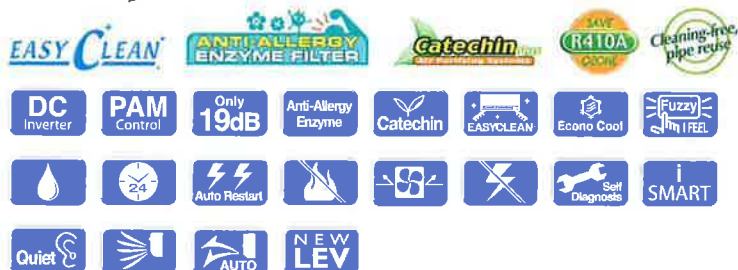 EASY CLEAN
ANTI-ALLERGY
ENZYME FILTER
Catechin
Air Purifying Systems
SAVE
R410A
OZONE
Cleaning-free,
pipe reuse
DC
Inverter
PAM
Control
Only
19dB
Anti-Allergy
Enzyme
Catechin
EASYCLEAN
Econo Cool
Fuzzy
I FEEL
24
Auto Restart
Self
Diagnosis
i
SMART
Quiet
AUTO
NEW
LEV